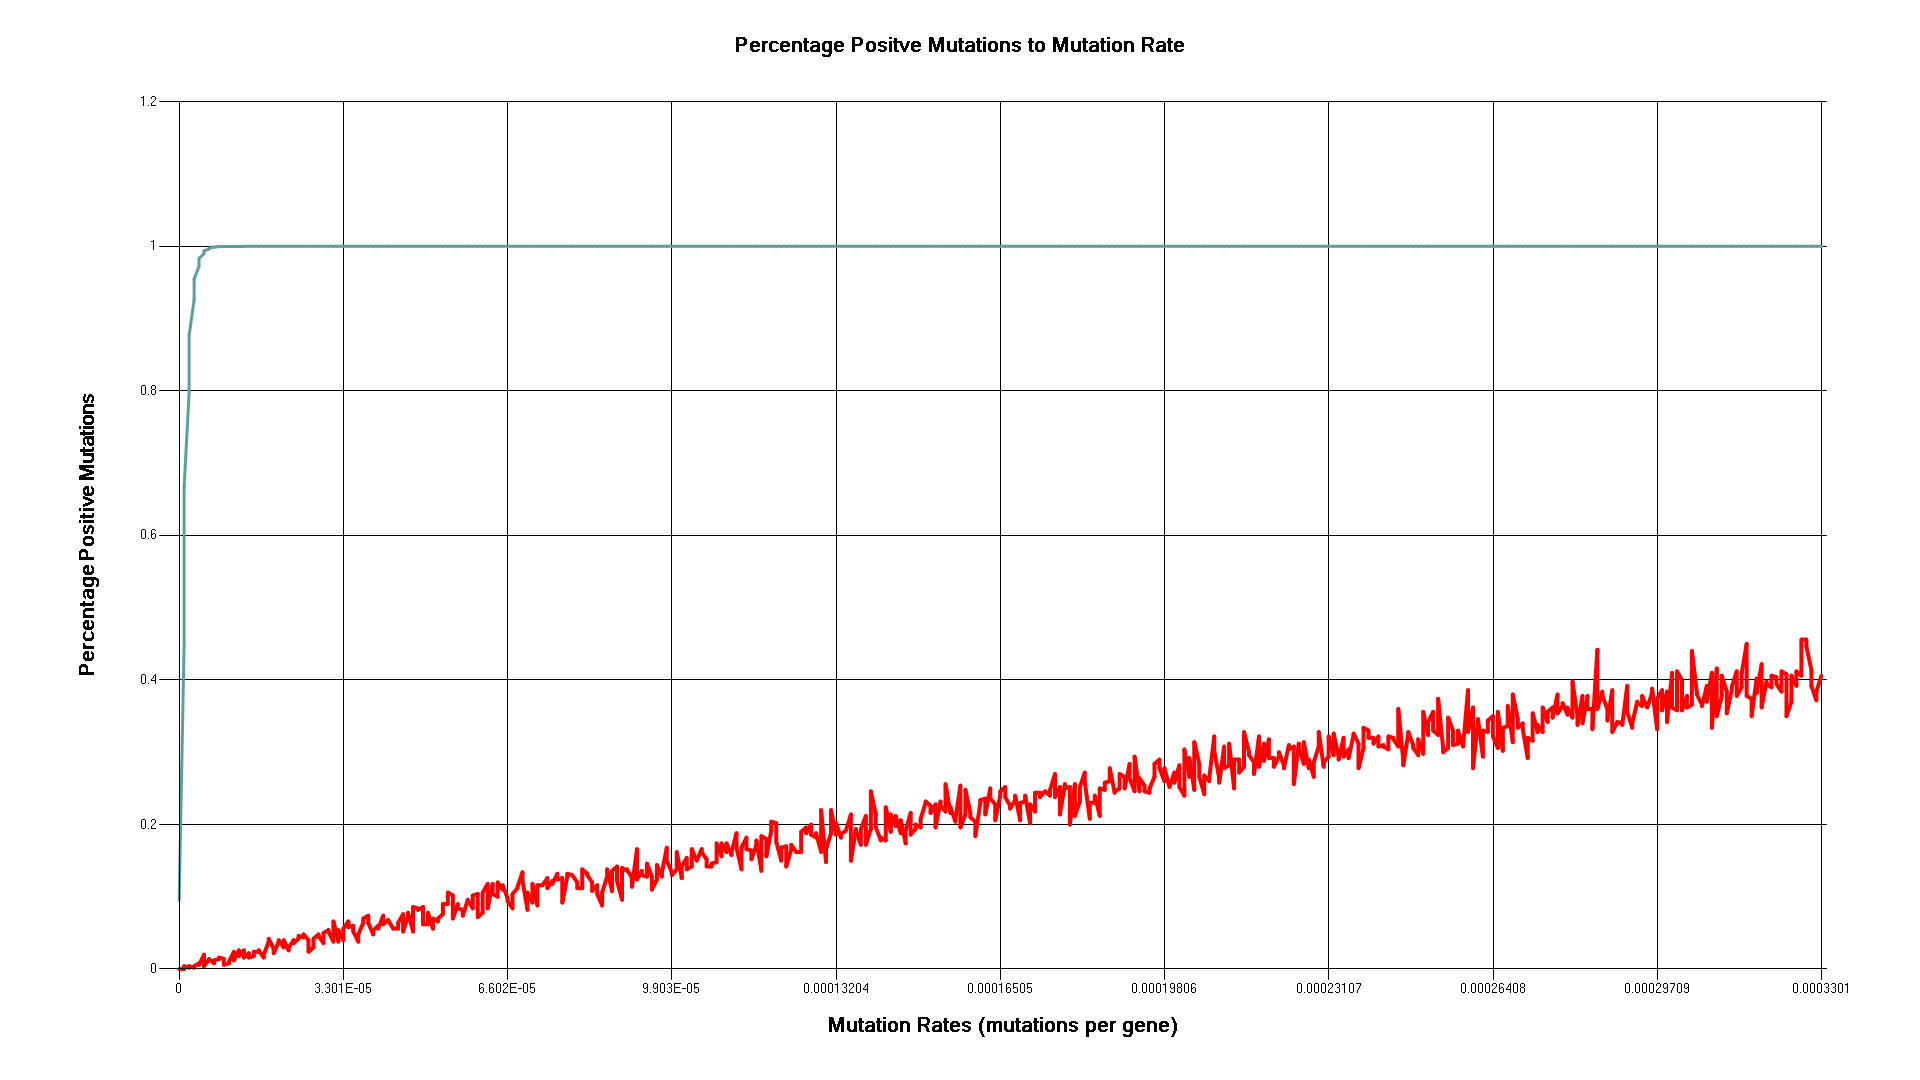 Percentage Positve Mutations to Mutation Rate
1.2
1
0.8
0.6
0.4
0.2
0
Percentage Positive Mutations
0 3.301E-05 6.602E-05 9.903E-05 0.00013204 0.00016505 0.00019806 0.00023107 0.00026408 0.00029709 0.0003301
Mutation Rates (mutations per gene)